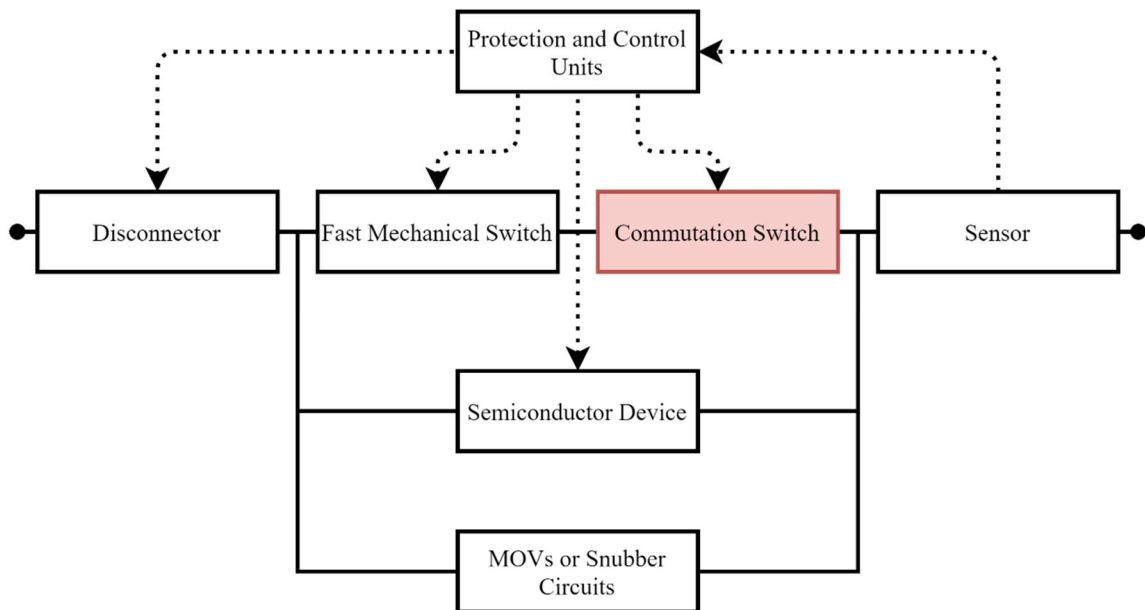 Protection and Control
Units
Disconnector
Fast Mechanical Switch
Commutation Switch
Sensor
Semiconductor Device
MOVs or Snubber
Circuits